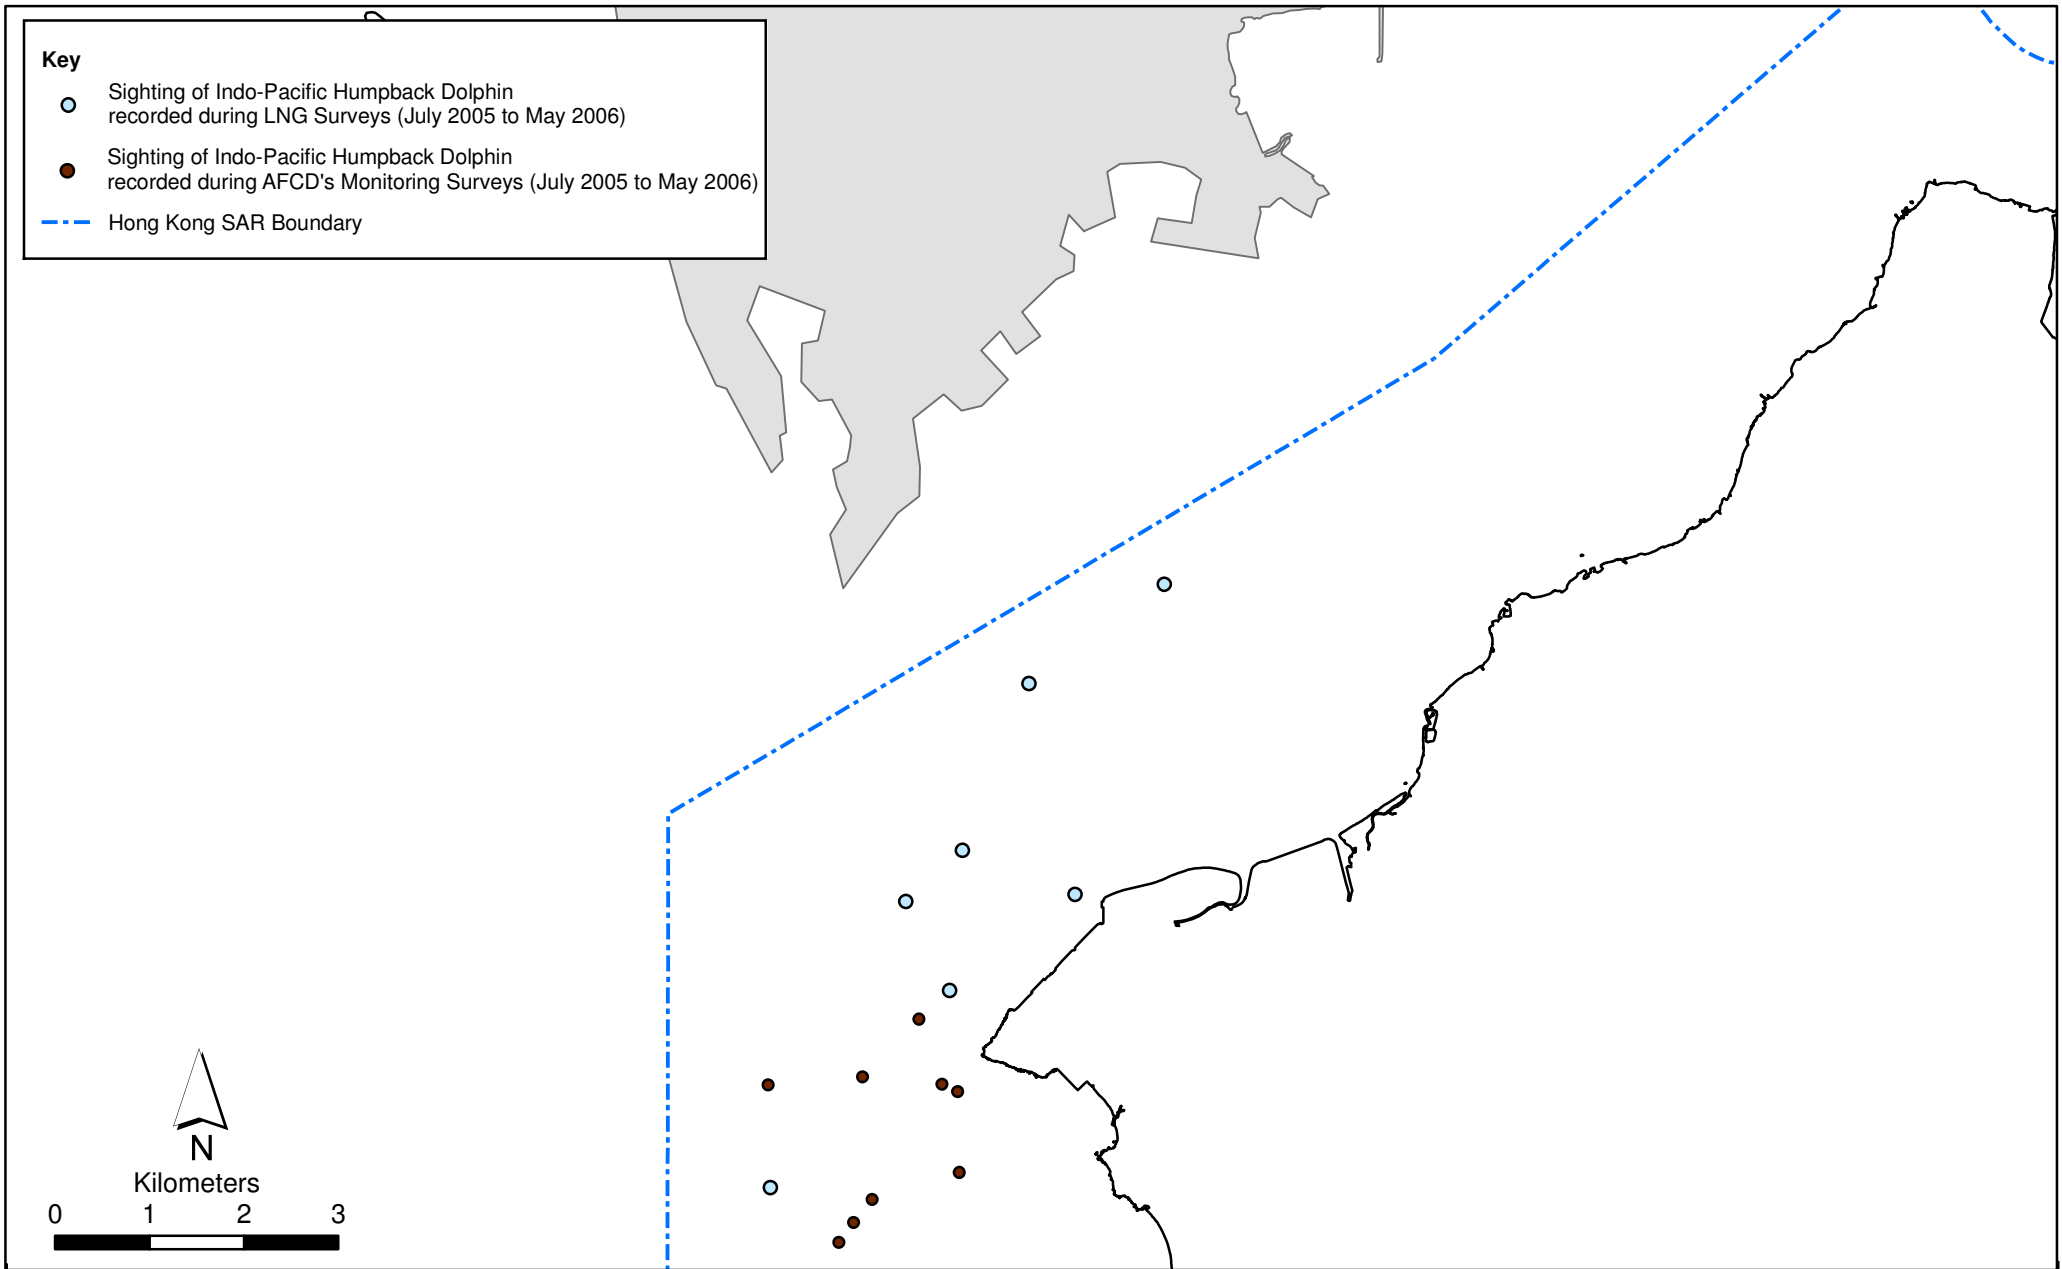 Key
Sighting of Indo-Pacific Humpback Dolphin
recorded during LNG Surveys (July 2005 to May 2006)
Sighting of Indo-Pacific Humpback Dolphin
recorded during AFCD's Monitoring Surveys (July 2005 to May 2006)
Hong Kong SAR Boundary
N
Kilometers
0 1 2 3